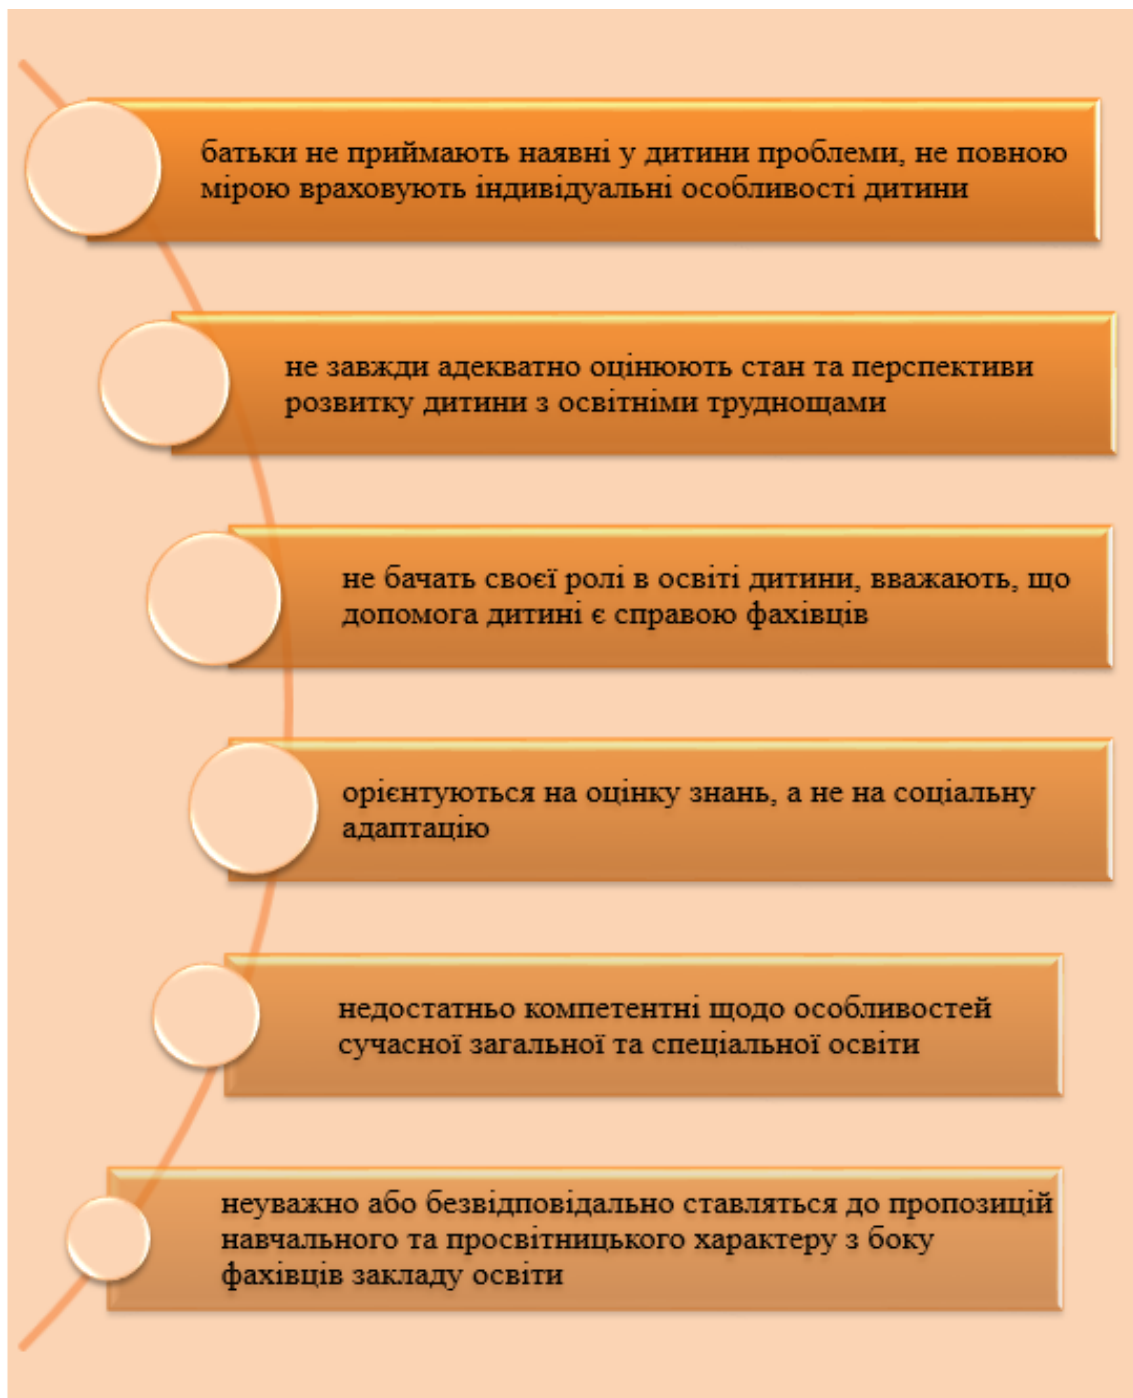 батьки не приймають наявні у дитини проблеми, не повною
мірою враховують індивідуальні особливості дитини
не завжди адекватно оцінюють стан та перспективи
розвитку дитини з освітніми труднощами
не бачать своєї ролі в освіті дитини, вважають, що
допомога дитині є справою фахівців
орієнтуються на оцінку знань, а не на соціальну
адаптацію
недостатньо компетентні щодо особливостей
сучасної загальної та спеціальної освіти
неуважно або безвідповідально ставляться до пропозицій
навчального та просвітницького характеру з боку
фахівців закладу освіти